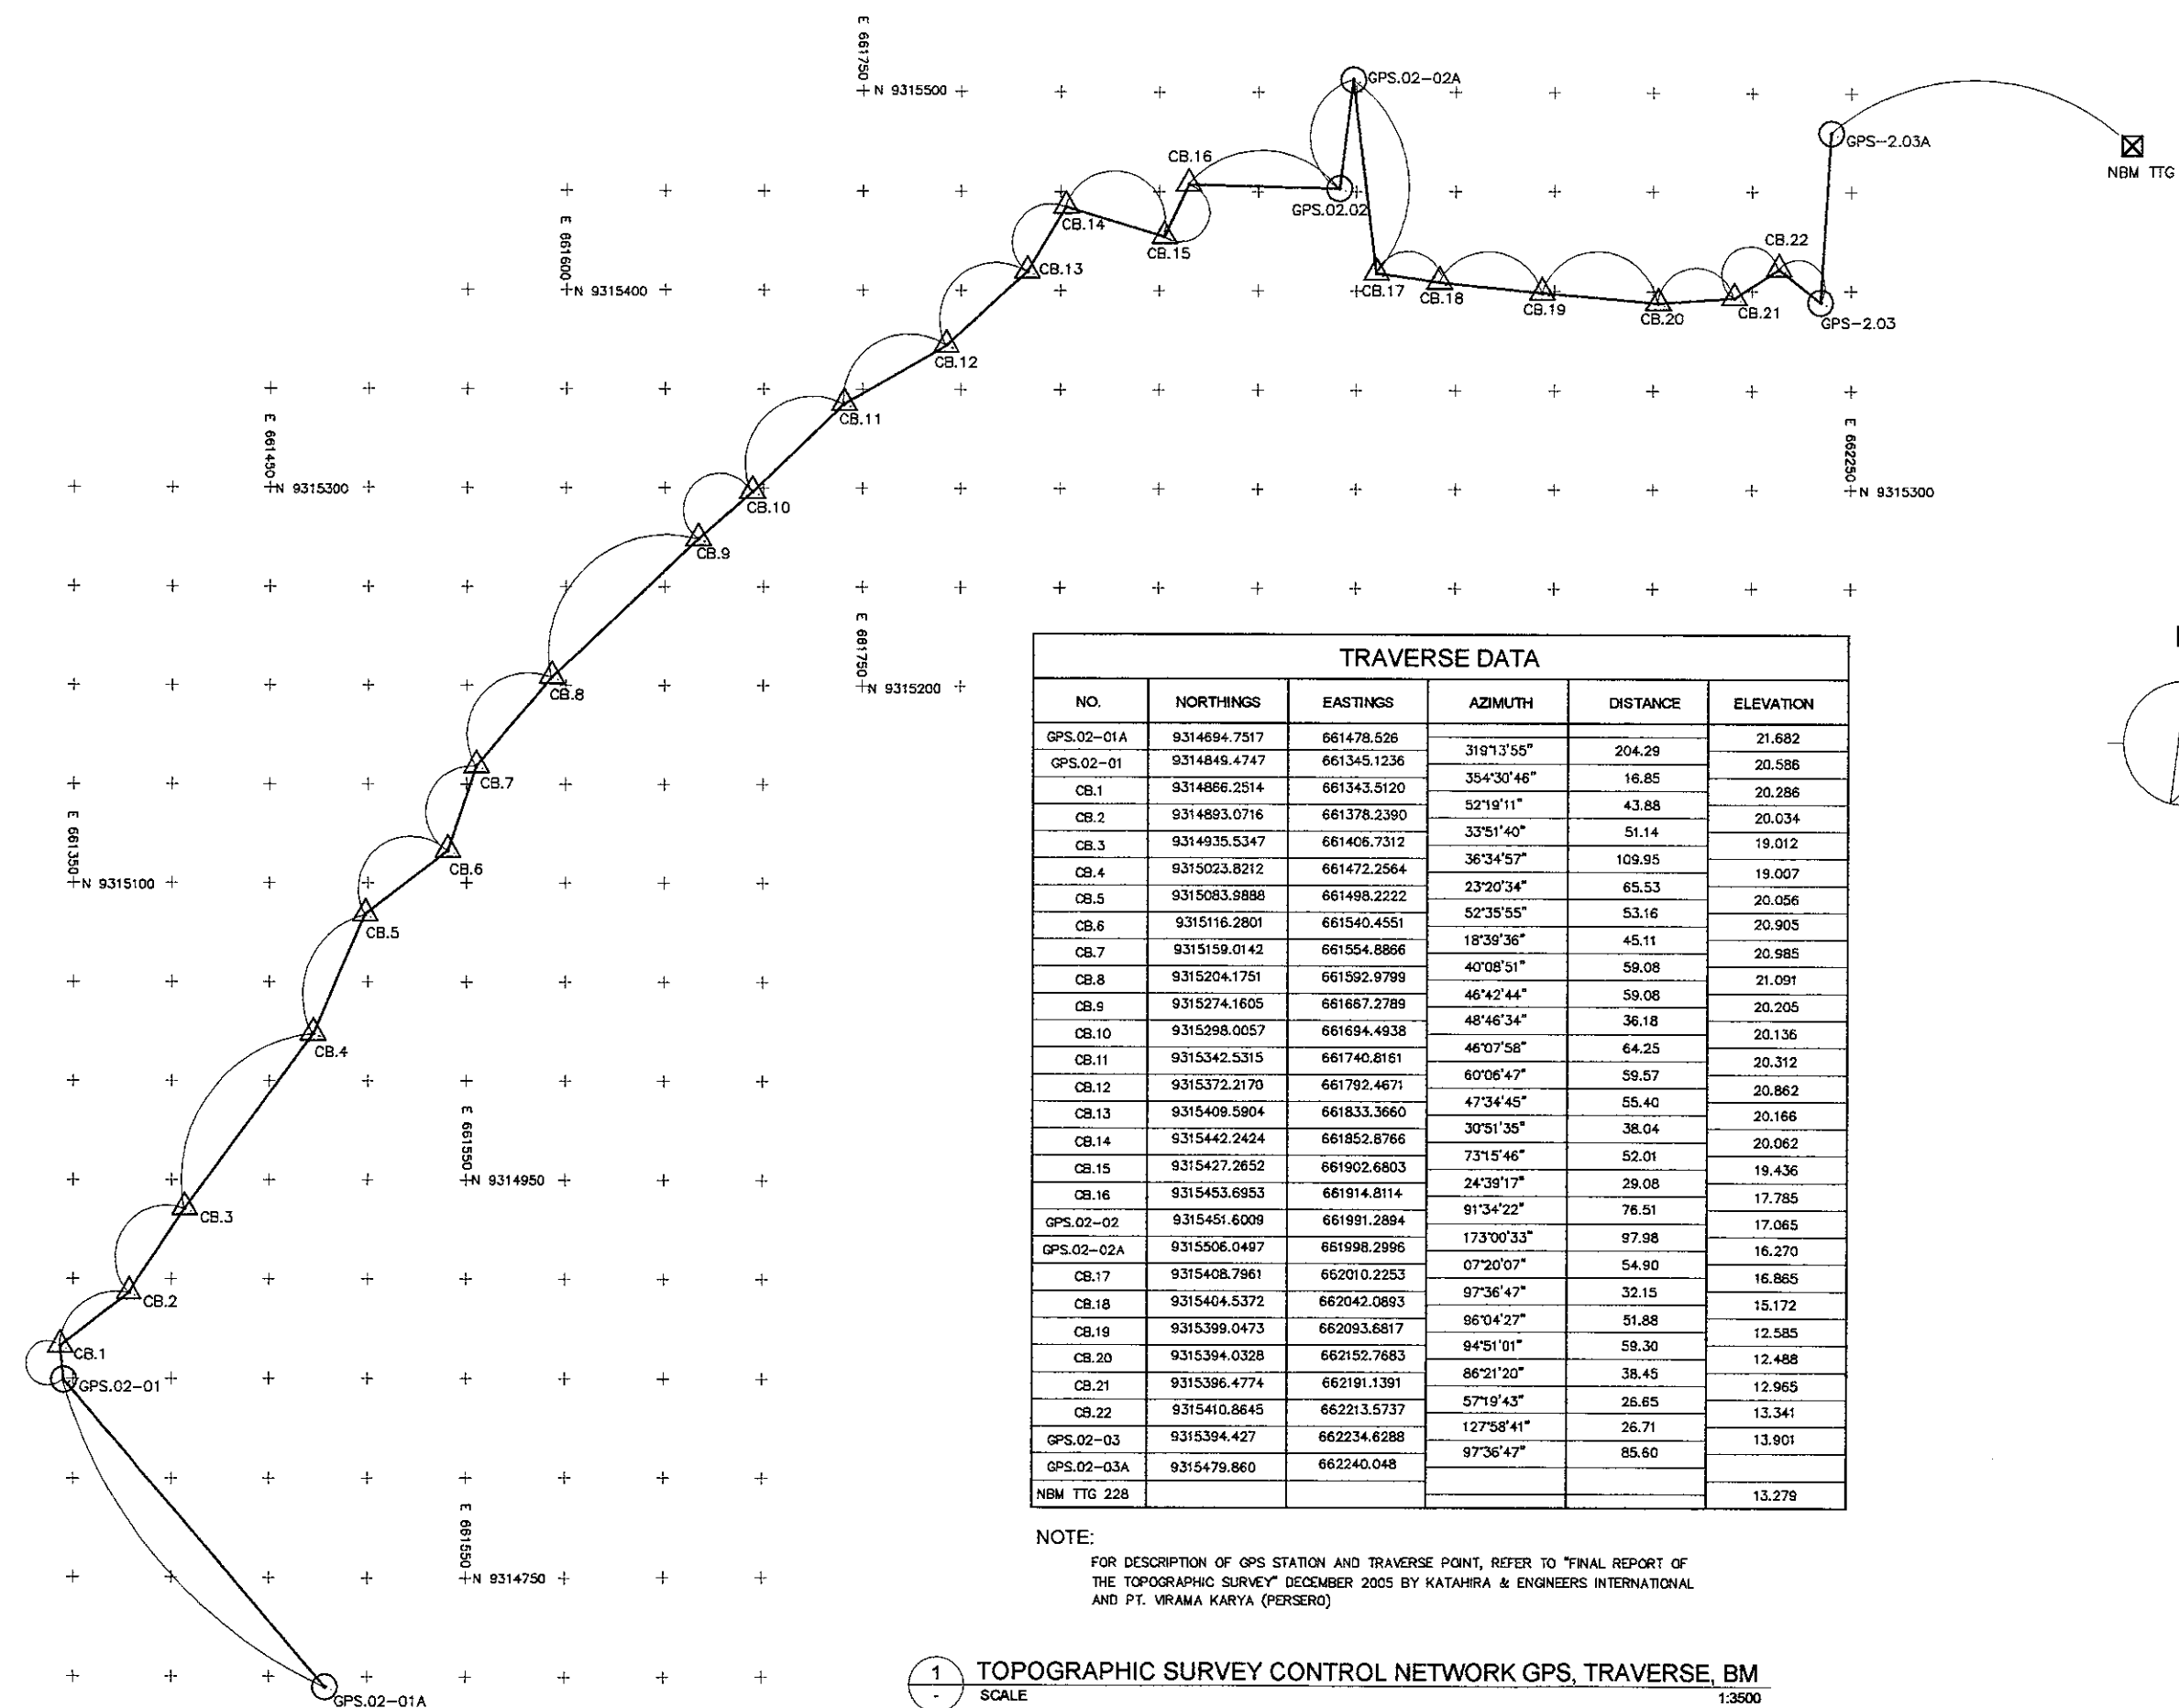 E 661750
N 9315500
GPS.02-02A
GPS-2.03A
NBM TTG
CB.16
GPS.02.02
CB.14
CB.15
CB.22
E 661600
N 9315400
CB.13
CB.17
CB.18
CB.19
CB.20
CB.21
GPS-2.03
CB.12
CB.11
E 661450
N 9315300
CB.10
E 662250
N 9315300
CB.9
E 661750
N 9315200
CB.8
CB.7
E 661350
N 9315100
CB.6
CB.5
CB.4
E 661550
N 9314950
CB.3
CB.2
CB.1
GPS.02-01
E 661550
N 9314750
GPS.02-01A
TRAVERSE DATA
NO. NORTHINGS EASTINGS AZIMUTH DISTANCE ELEVATION
GPS.02-01A 9314694.7517 661478.526 21.682
319°13'55" 204.29
GPS.02-01 9314849.4747 661345.1236 20.586
354°30'46" 16.85
CB.1 9314866.2514 661343.5120 20.286
52°19'11" 43.88
CB.2 9314893.0716 661378.2390 20.034
33°51'40" 51.14
CB.3 9314935.5347 661406.7312 19.012
36°34'57" 109.95
CB.4 9315023.8212 661472.2564 19.007
23°20'34" 65.53
CB.5 9315083.9888 661498.2222 20.056
52°35'55" 53.16
CB.6 9315116.2801 661540.4551 20.905
18°39'36" 45.11
CB.7 9315159.0142 661554.8866 20.985
40°08'51" 59.08
CB.8 9315204.1751 661592.9799 21.091
46°42'44" 59.08
CB.9 9315274.1605 661667.2789 20.205
48°46'34" 36.18
CB.10 9315298.0057 661694.4938 20.136
46°07'58" 64.25
CB.11 9315342.5315 661740.8161 20.312
60°06'47" 59.57
CB.12 9315372.2170 661792.4671 20.862
47°34'45" 55.40
CB.13 9315409.5904 661833.3660 20.166
30°51'35" 38.04
CB.14 9315442.2424 661852.8766 20.062
73°15'46" 52.01
CB.15 9315427.2652 661902.6803 19.436
24°39'17" 29.08
CB.16 9315453.6953 661914.8114 17.785
91°34'22" 76.51
GPS.02-02 9315451.6009 661991.2894 17.065
173°00'33" 97.98
GPS.02-02A 9315506.0497 661998.2996 16.270
07°20'07" 54.90
CB.17 9315408.7961 662010.2253 16.865
97°36'47" 32.15
CB.18 9315404.5372 662042.0893 15.172
96°04'27" 51.88
CB.19 9315399.0473 662093.6817 12.585
94°51'01" 59.30
CB.20 9315394.0328 662152.7683 12.488
86°21'20" 38.45
CB.21 9315396.4774 662191.1391 12.965
57°19'43" 26.65
CB.22 9315410.8645 662213.5737 13.341
127°58'41" 26.71
GPS.02-03 9315394.427 662234.6288 13.901
97°36'47" 85.60
GPS.02-03A 9315479.860 662240.048
NBM TTG 228 13.279
NOTE:
FOR DESCRIPTION OF GPS STATION AND TRAVERSE POINT, REFER TO "FINAL REPORT OF
THE TOPOGRAPHIC SURVEY" DECEMBER 2005 BY KATAHIRA & ENGINEERS INTERNATIONAL
AND PT. VIRAMA KARYA (PERSERO)
1 TOPOGRAPHIC SURVEY CONTROL NETWORK GPS, TRAVERSE, BM
- SCALE 1:3500